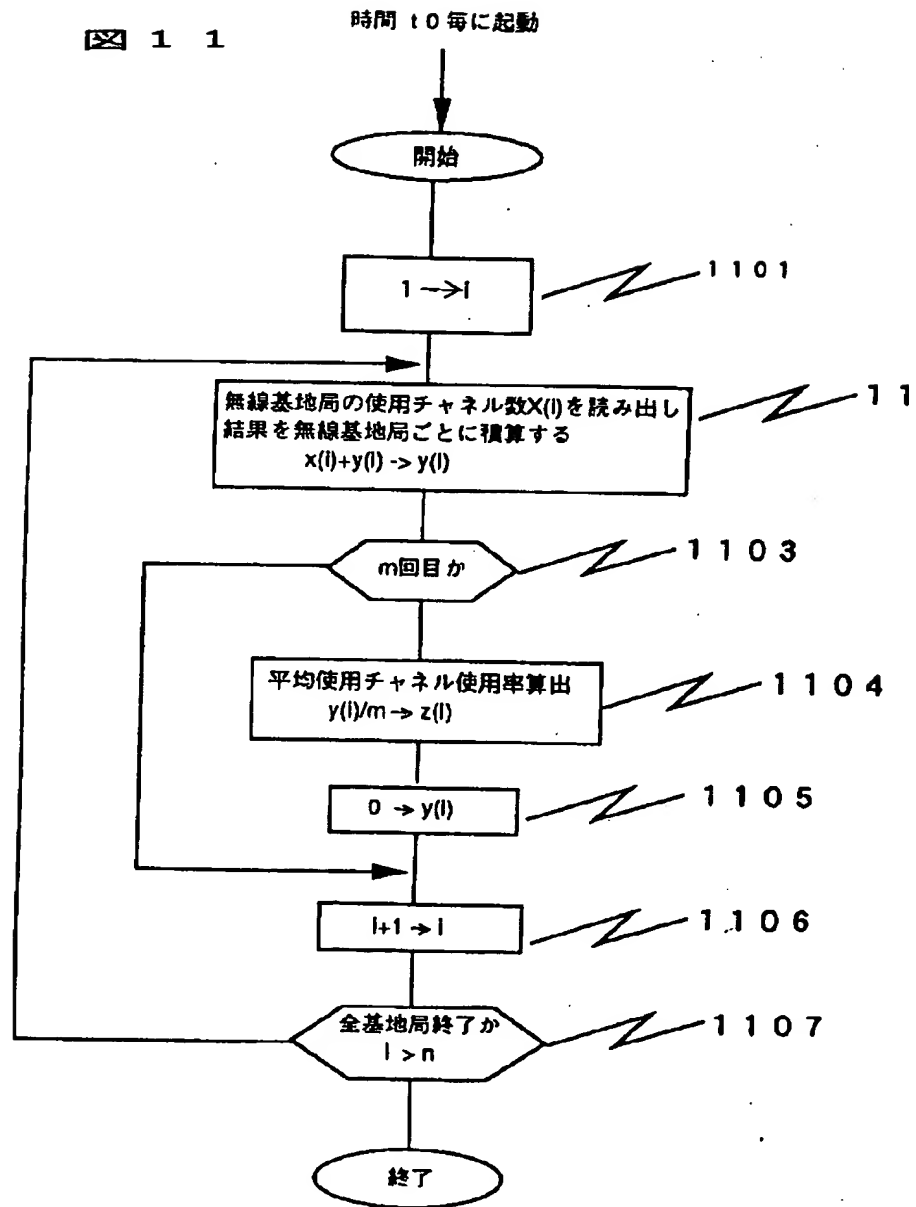 図 1 1
時間 t0 毎に起動
開始
1 → i
1101
無線基地局の使用チャネル数X(i)を読み出し
結果を無線基地局ごとに積算する
x(i)+y(i) -> y(i)
11
m回目か
1103
平均使用チャネル使用率算出
y(i)/m → z(i)
1104
0 → y(i)
1105
i+1 → i
1106
全基地局終了か
i > n
1107
終了